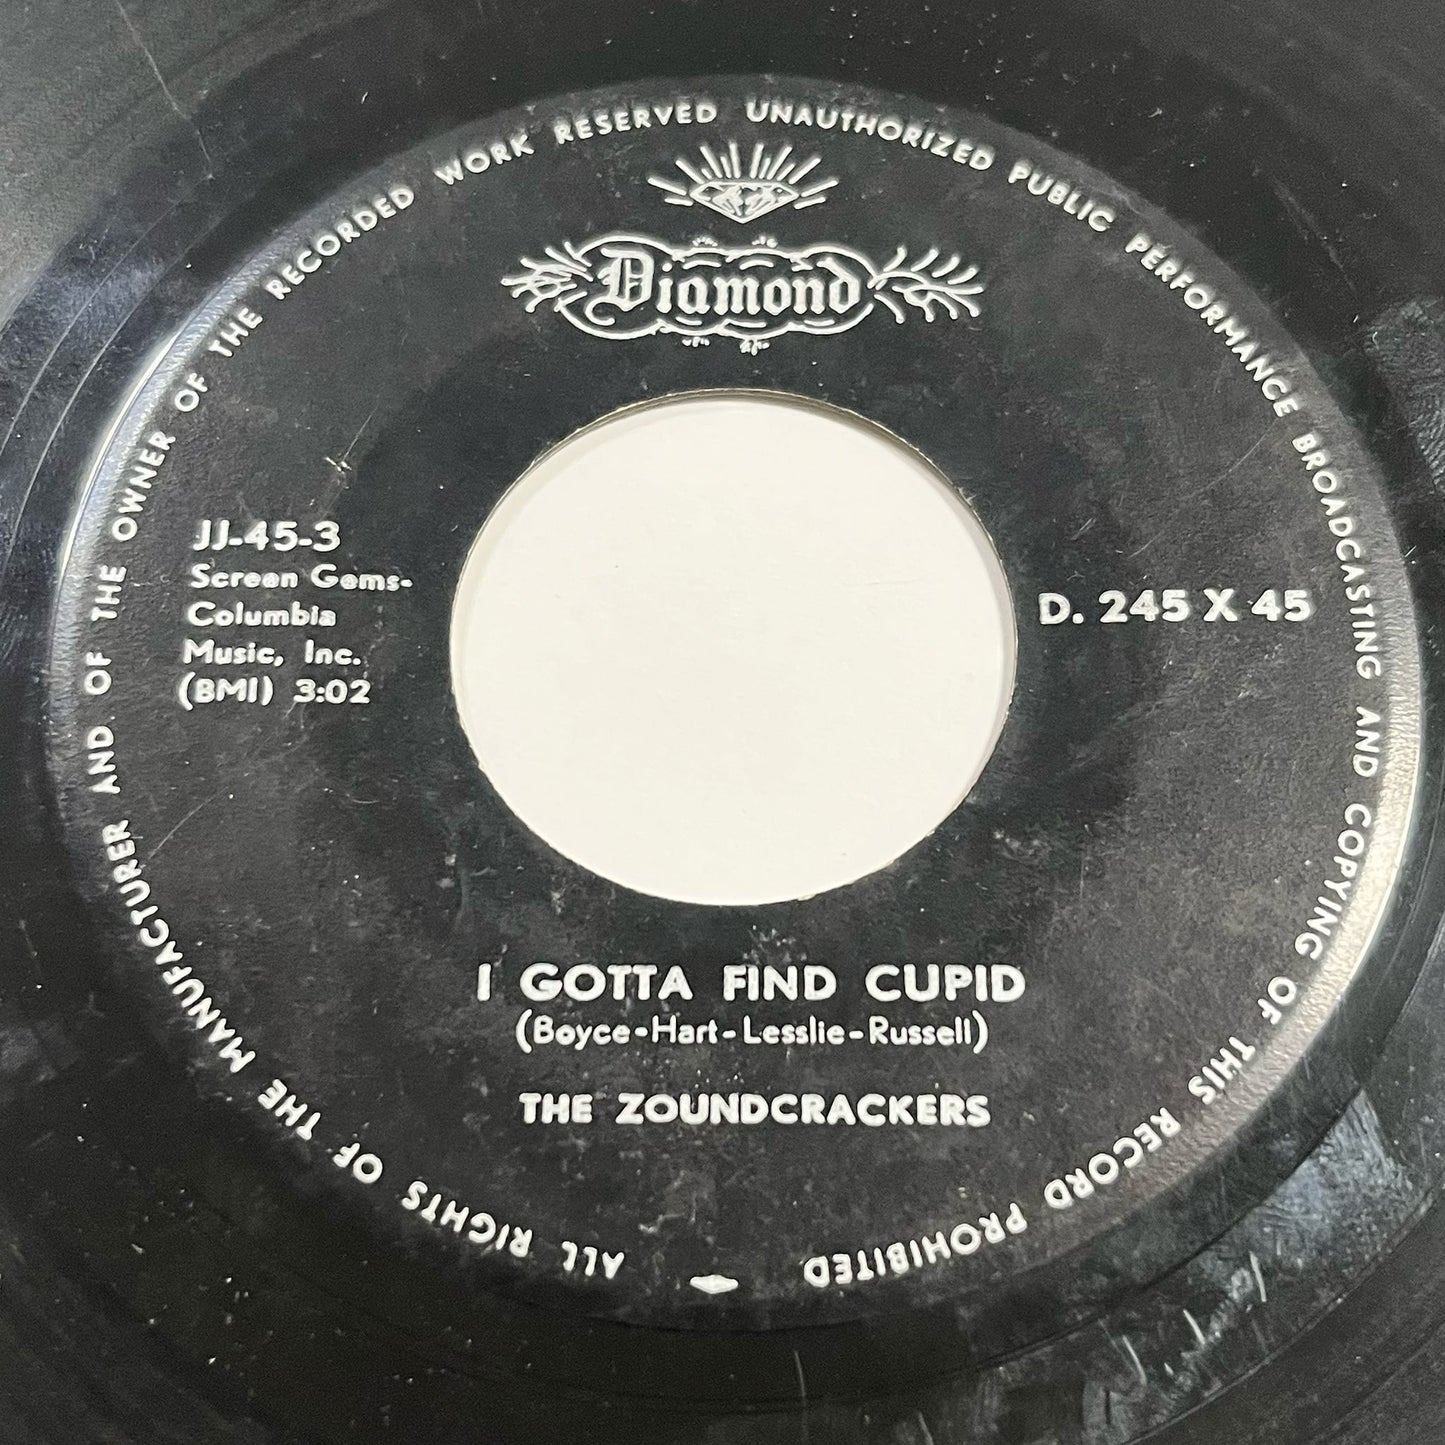 ALL RIGHTS OF THE MANUFACTURER AND OF THE OWNER OF THE RECORDED WORK RESERVED UNAUTHORIZED PUBLIC PERFORMANCE BROADCASTING AND COPYING OF THIS RECORD PROHIBITED
Diamond
JJ-45-3
Screen Gems-
Columbia
Music, Inc.
(BMI) 3:02
D. 245 X 45
I GOTTA FIND CUPID
(Boyce-Hart-Lesslie-Russell)
THE ZOUNDCRACKERS